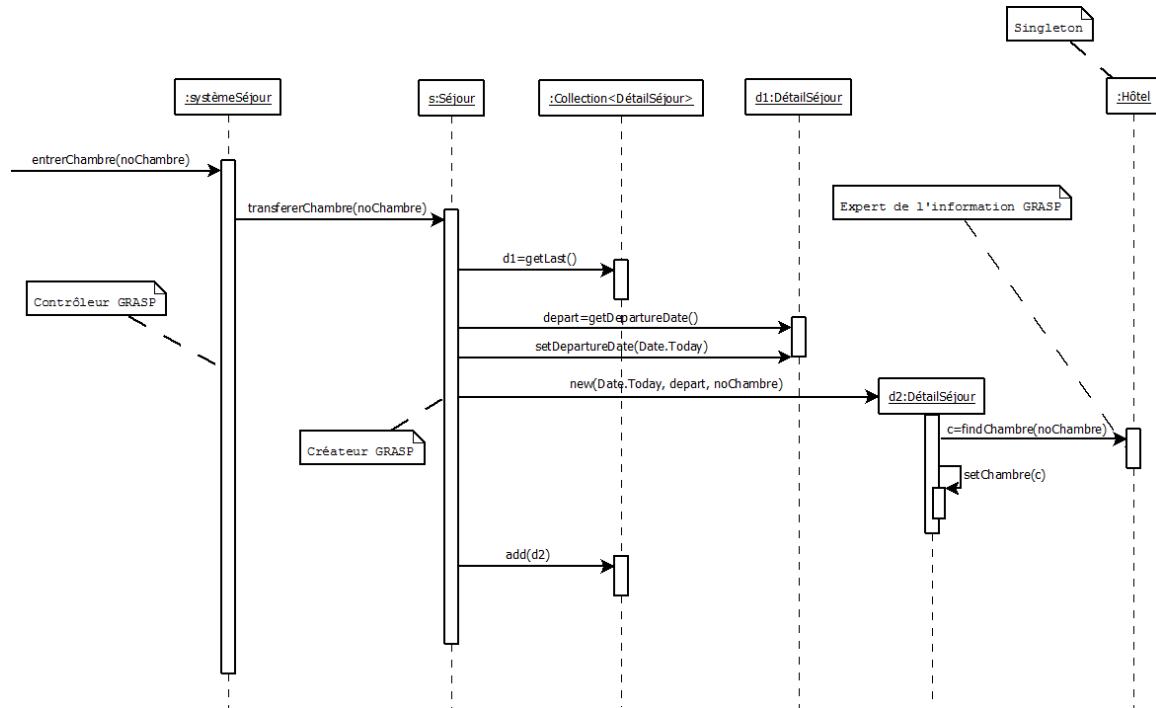 Singleton
:systèmeSéjour
s:Séjour
:Collection<DétailSéjour>
d1:DétailSéjour
:Hôtel
entrerChambre(noChambre)
transfererChambre(noChambre)
Expert de l'information GRASP
d1=getLast()
Contrôleur GRASP
depart=getDepartureDate()
setDepartureDate(Date.Today)
new(Date.Today, depart, noChambre)
d2:DétailSéjour
c=findChambre(noChambre)
Créateur GRASP
setChambre(c)
add(d2)